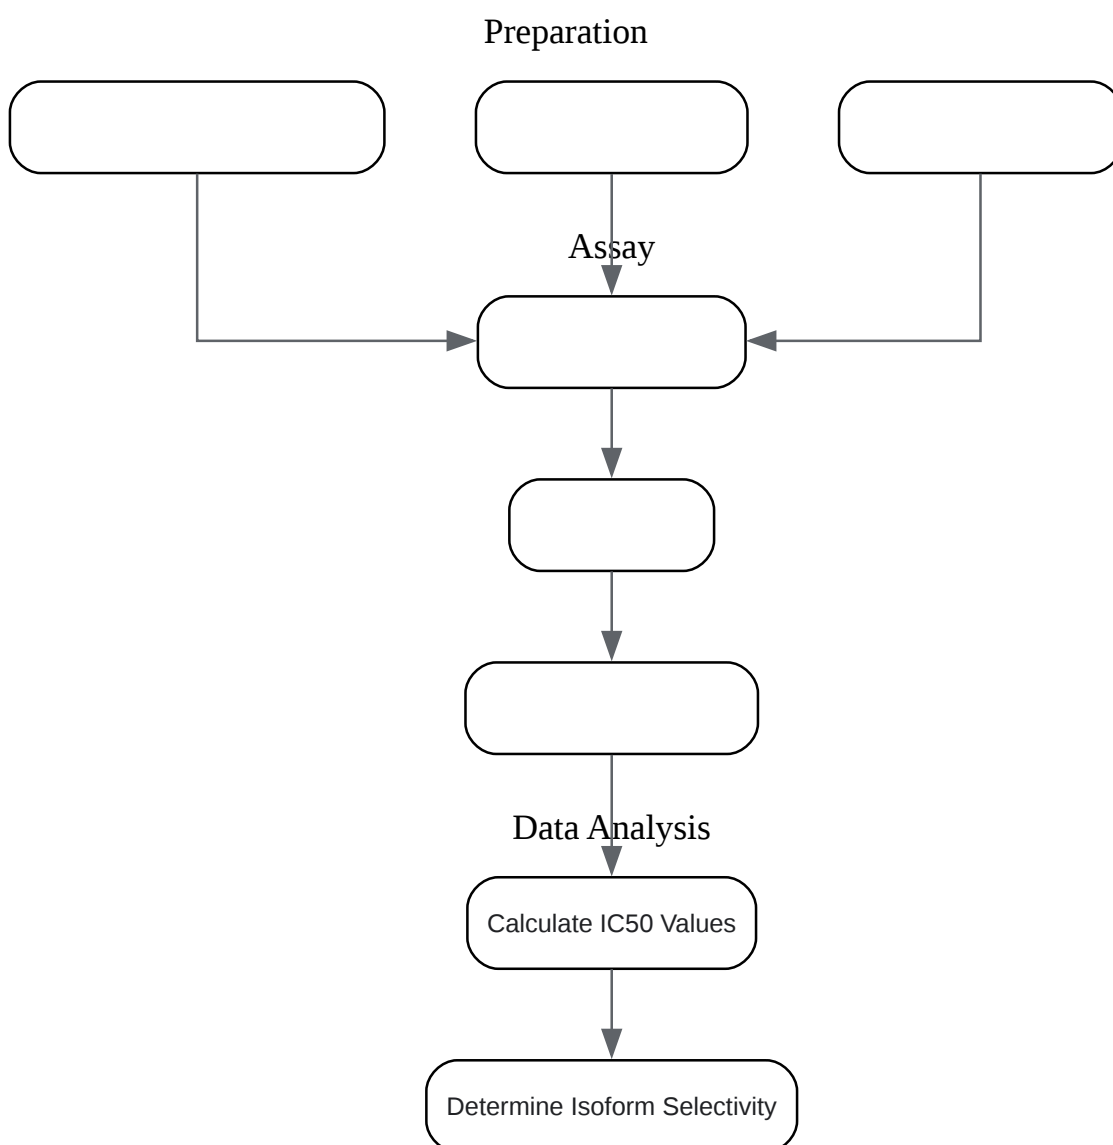 Preparation
Assay
Data Analysis
Calculate IC50 Values
Determine Isoform Selectivity